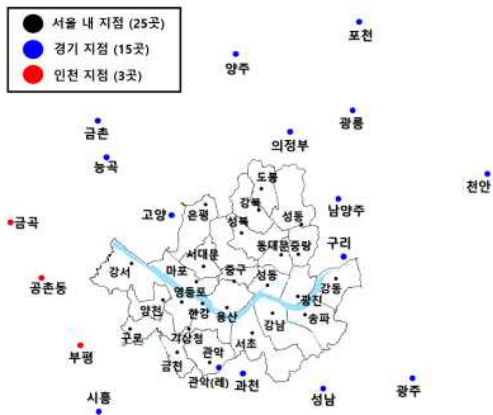 서울 내 지점 (25곳)
경기 지점 (15곳)
인천 지점 (3곳)
포천
양주
광릉
금촌
의정부
능곡
천안
도봉
강북
은평
고양
남양주
성북
성동
금곡
서대문
동대문
중랑
구리
강서
마포
중구
성동
강동
공촌동
영등포
양천
한강
용산
광진
강남
송파
구로
기상청
서초
부평
금천
관악
관악(레)
과천
성남
광주
시흥